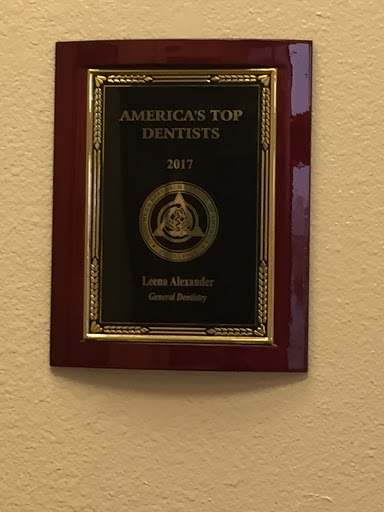 AMERICA'S TOP
DENTISTS
2017
Leena Alexander
General Dentistry